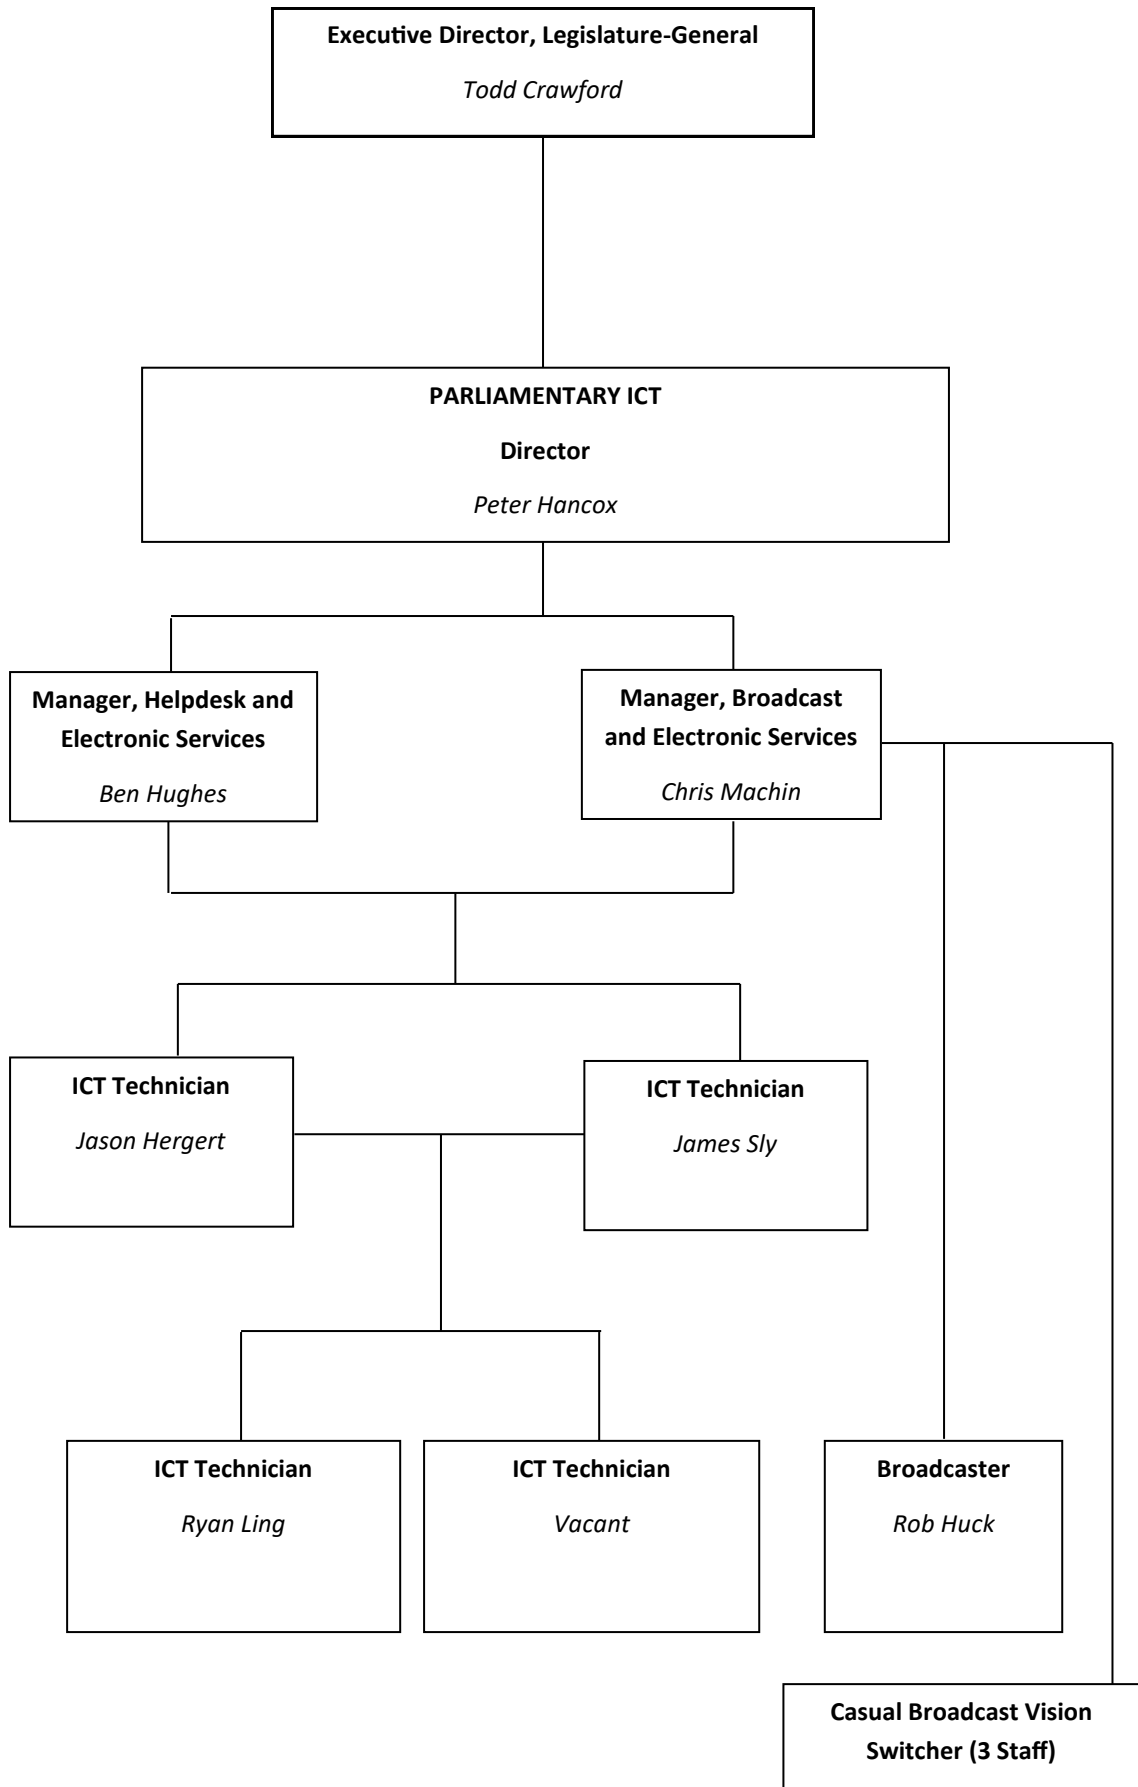 Executive Director, Legislature-General
Todd Crawford
PARLIAMENTARY ICT
Director
Peter Hancox
Manager, Helpdesk and
Electronic Services
Ben Hughes
Manager, Broadcast
and Electronic Services
Chris Machin
ICT Technician
Jason Hergert
ICT Technician
James Sly
ICT Technician
Ryan Ling
ICT Technician
Vacant
Broadcaster
Rob Huck
Casual Broadcast Vision
Switcher (3 Staff)